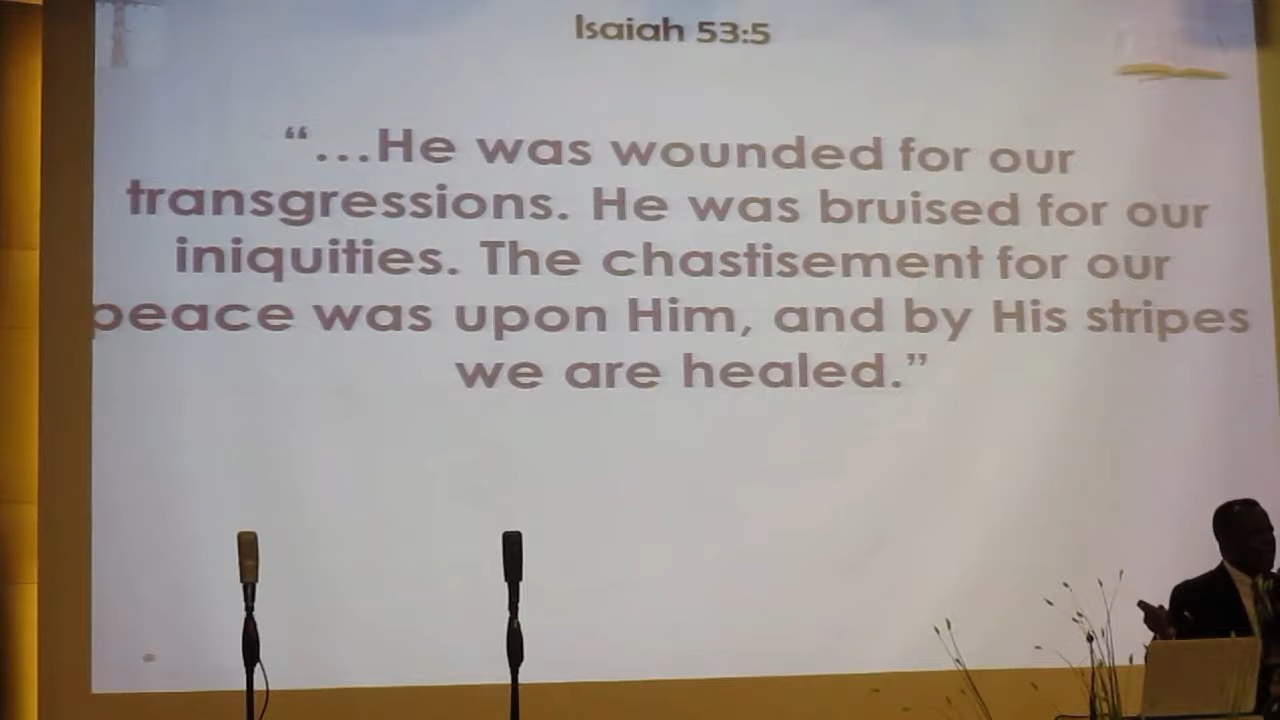 Isaiah 53:5
“...He was wounded for our
transgressions. He was bruised for our
iniquities. The chastisement for our
peace was upon Him, and by His stripes
we are healed.”